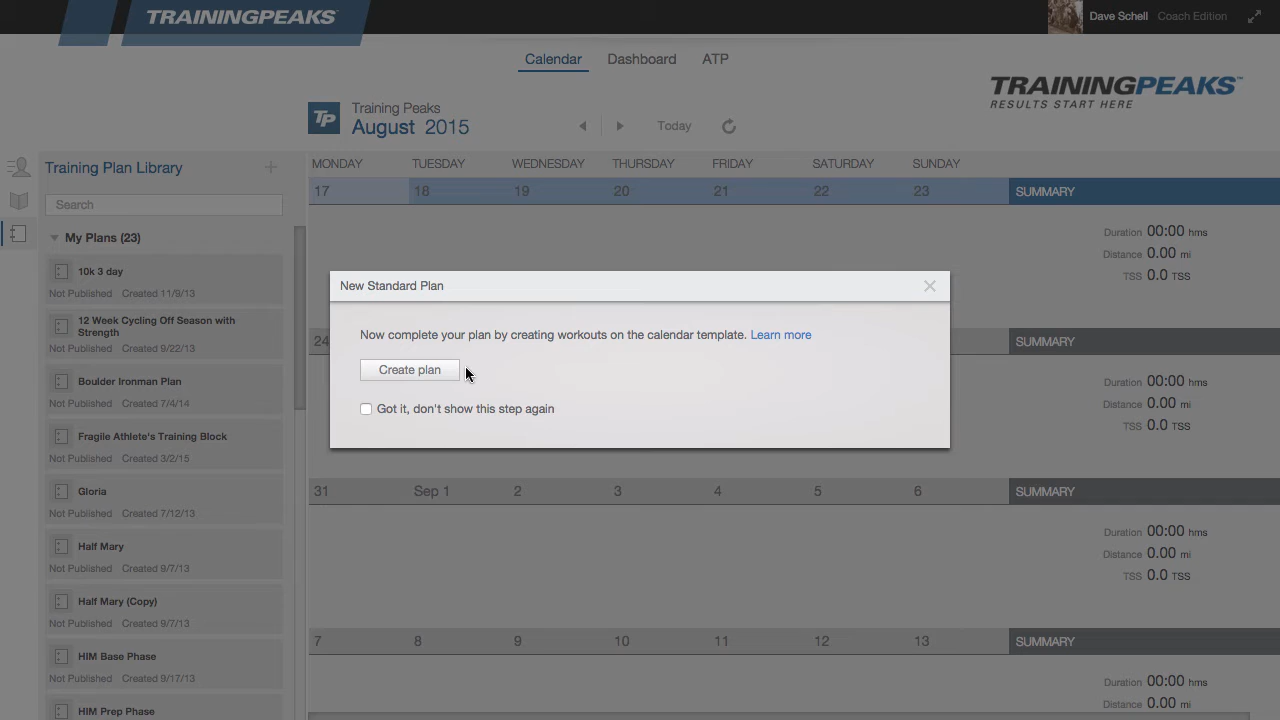 TRAININGPEAKS
Dave Schell Coach Edition
Calendar Dashboard ATP
TRAININGPEAKS
RESULTS START HERE
TP
Training Peaks
August 2015
Today
Training Plan Library
Search
My Plans (23)
10k 3 day
Not Published Created 11/9/13
12 Week Cycling Off Season with
Strength
Not Published Created 9/22/13
Boulder Ironman Plan
Not Published Created 7/4/14
Fragile Athlete's Training Block
Not Published Created 3/2/15
Gloria
Not Published Created 7/12/13
Half Mary
Not Published Created 9/7/13
Half Mary (Copy)
Not Published Created 9/7/13
HIM Base Phase
Not Published Created 9/17/13
HIM Prep Phase
MONDAY TUESDAY WEDNESDAY THURSDAY FRIDAY SATURDAY SUNDAY
17 18 19 20 21 22 23 SUMMARY
Duration 00:00 hms
Distance 0.00 mi
TSS 0.0 TSS
New Standard Plan
Now complete your plan by creating workouts on the calendar template. Learn more
Create plan
Got it, don't show this step again
24 SUMMARY
Duration 00:00 hms
Distance 0.00 mi
TSS 0.0 TSS
31 Sep 1 2 3 4 5 6 SUMMARY
Duration 00:00 hms
Distance 0.00 mi
TSS 0.0 TSS
7 8 9 10 11 12 13 SUMMARY
Duration 00:00 hms
Distance 0.00 mi